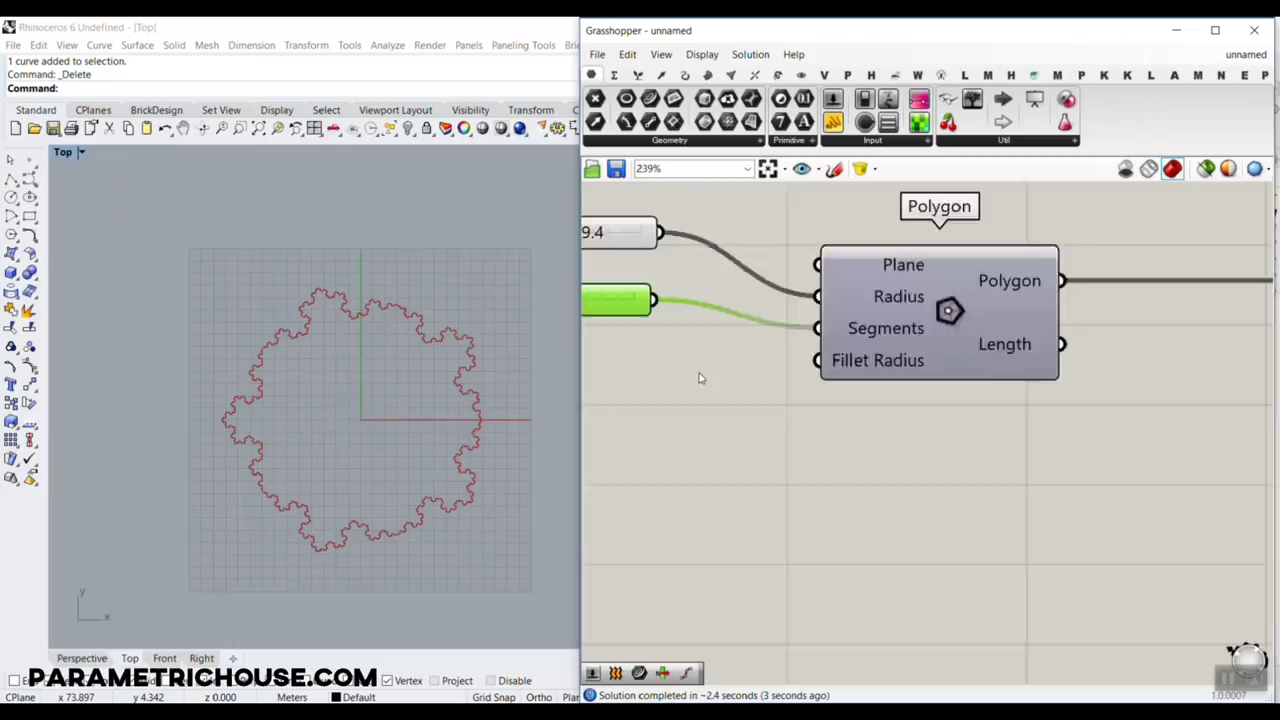 Rhinoceros 6 Undefined - [Top]
File Edit View Curve Surface Solid Mesh Dimension Transform Tools Analyze Render Panels Paneling Tools
1 curve added to selection.
Command: _Delete
Command:
Standard CPlanes BrickDesign Set View Display Select Viewport Layout Visibility Transform
Top
y
x
Perspective Top Front Right
PARAMETRICHOUSE.COM
Vertex Project Disable
CPlane x 73.897 y 4.342 z 0.000 Meters Default Grid Snap Ortho
Grasshopper - unnamed
File Edit View Display Solution Help unnamed
V P H W L M H M P K K L A M N E P
Geometry Primitive Input Util
239%
Polygon
9.4
Plane
Radius
Segments
Fillet Radius
Polygon
Length
Solution completed in ~2.4 seconds (3 seconds ago)
1.0.0007